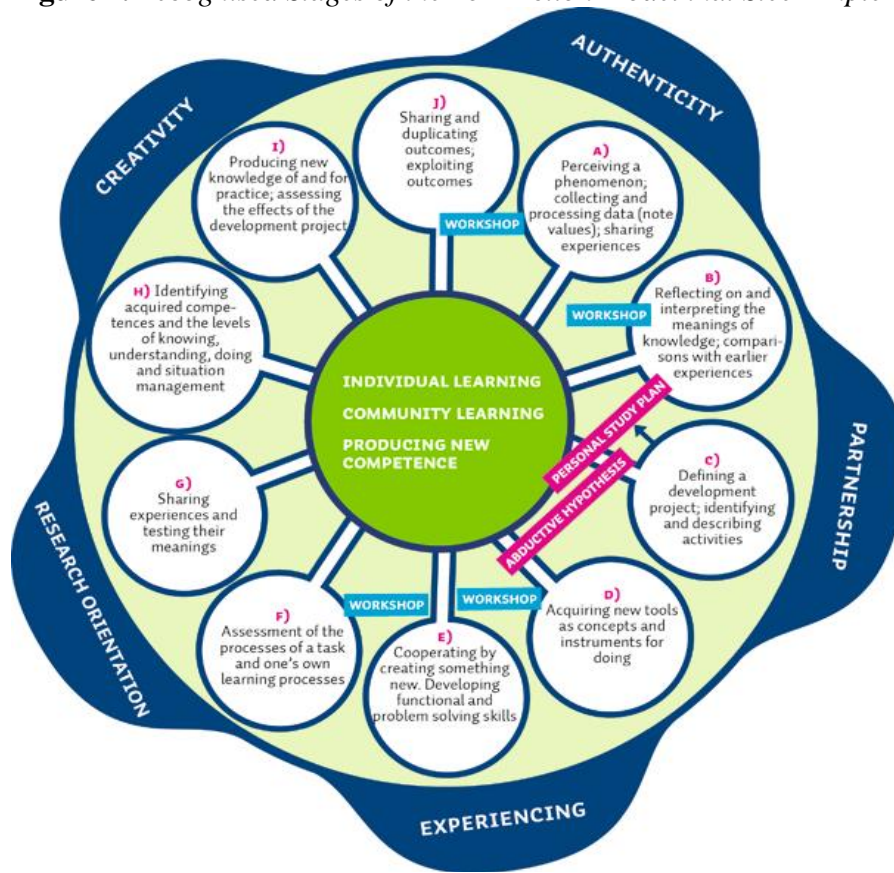 AUTHENTICITY
CREATIVITY
PARTNERSHIP
RESEARCH ORIENTATION
EXPERIENCING
J)
Sharing and
duplicating
outcomes;
exploiting
outcomes
A)
Perceiving a
phenomenon;
collecting and
processing data (note
values); sharing
experiences
WORKSHOP
B)
Reflecting on and
interpreting the
meanings of
knowledge; compari-
sons with earlier
experiences
WORKSHOP
PERSONAL STUDY PLAN
C)
Defining a
development
project; identifying
and describing
activities
ABDUCTIVE HYPOTHESIS
D)
Acquiring new tools
as concepts and
instruments for
doing
WORKSHOP
E)
Cooperating by
creating something
new. Developing
functional and
problem solving skills
WORKSHOP
F)
Assessment of the
processes of a task
and one's own
learning processes
G)
Sharing
experiences and
testing their
meanings
H) Identifying
acquired compe-
tences and the levels
of knowing,
understanding, doing
and situation
management
I)
Producing new
knowledge of and for
practice; assessing
the effects of the
development project
INDIVIDUAL LEARNING
COMMUNITY LEARNING
PRODUCING NEW
COMPETENCE